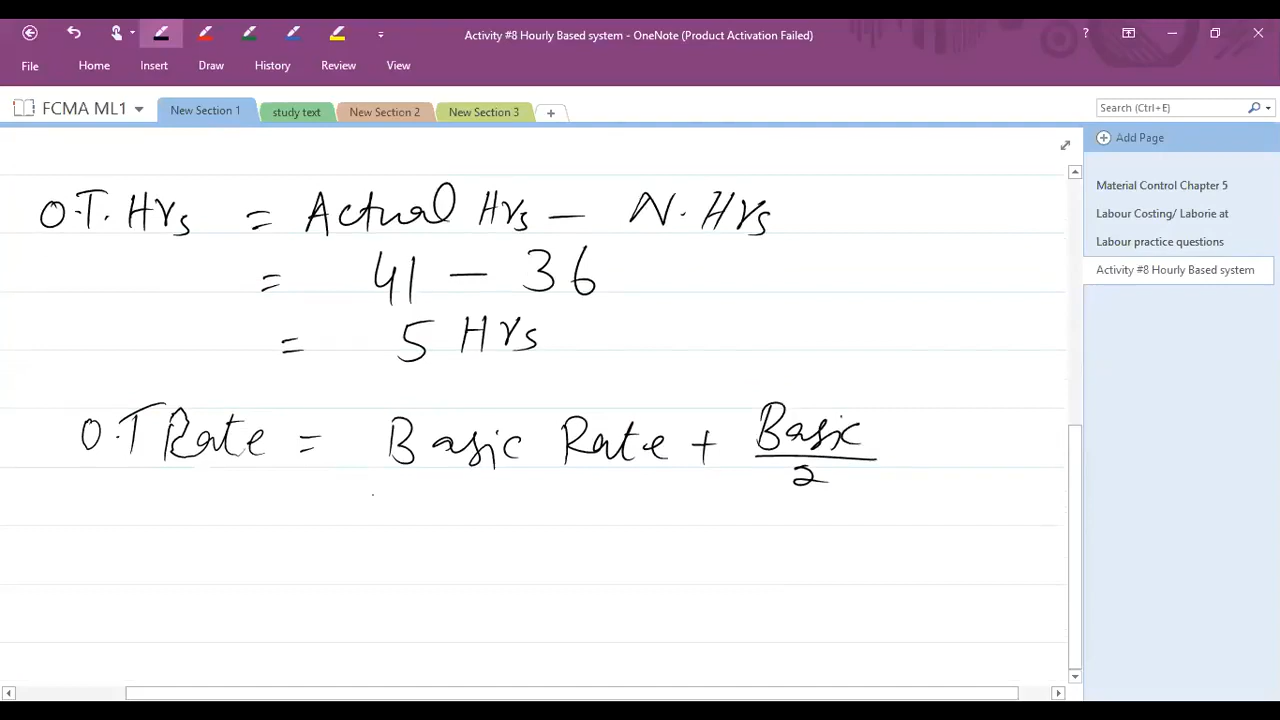 Activity #8 Hourly Based system - OneNote (Product Activation Failed)
File Home Insert Draw History Review View
FCMA ML1 New Section 1 study text New Section 2 New Section 3
Search (Ctrl+E)
Add Page
Material Control Chapter 5
Labour Costing/ Laborie at
Labour practice questions
Activity #8 Hourly Based system
O.T. Hrs = Actual Hrs - N. Hrs
= 41 - 36
= 5 Hrs
O.T Rate = Basic Rate + Basic
2